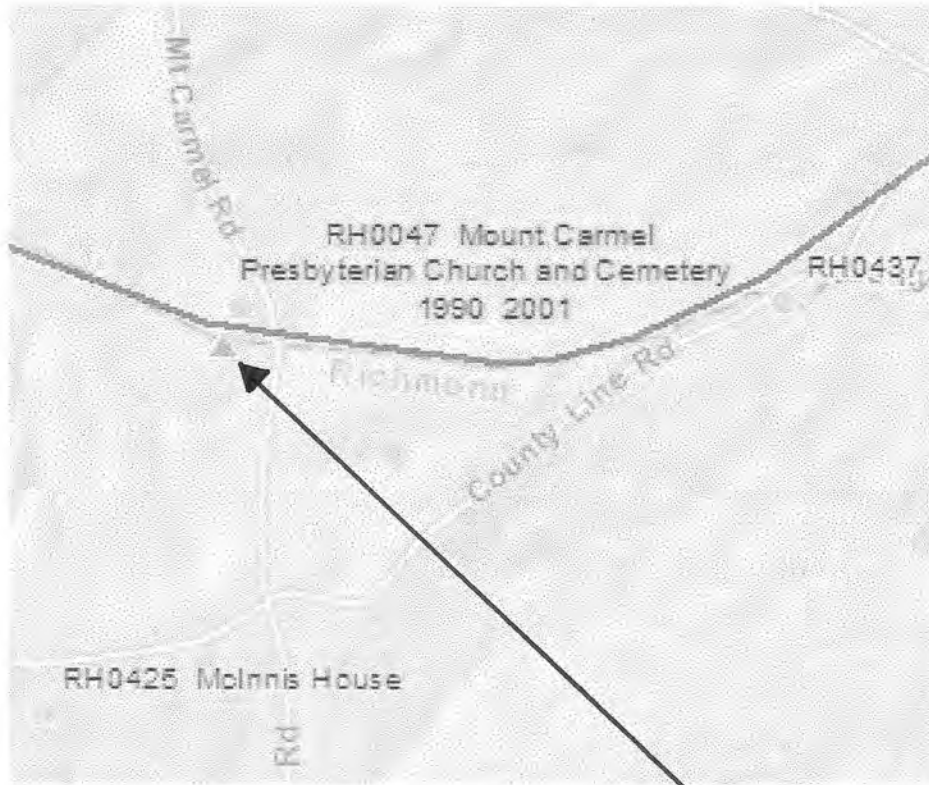 Mt Carmel Rd
RH0047 Mount Carmel
Presbyterian Church and Cemetery
1990 2001
RH0437
Richmond
County Line Rd
RH0425 McInnis House
Rd